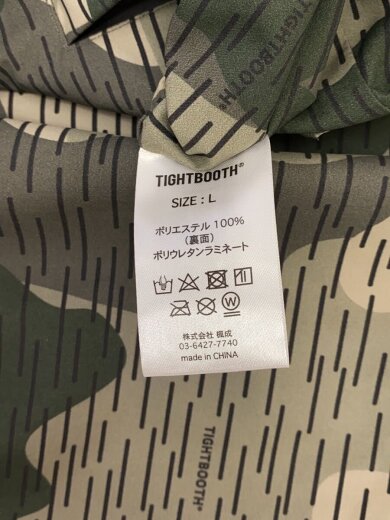 TIGHTBOOTH®
TIGHTBOOTH®
SIZE : L
ポリエステル 100%
(裏面)
ポリウレタンラミネート
W
株式会社 楓成
03-6427-7740
made in CHINA
TIGHTBOOTH®